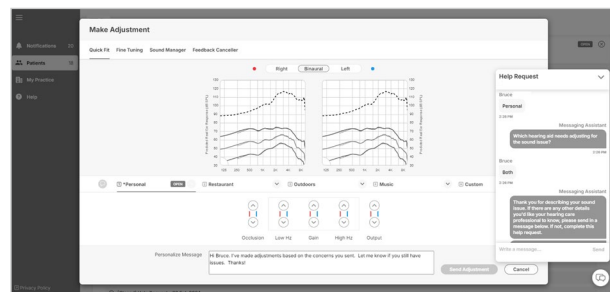 Make Adjustment
Quick Fit Fine Tuning Sound Manager Feedback Canceller
Right Binaural Left
Notifications
Patients
My Practice
Help
Privacy Policy
*Personal OPEN Restaurant Outdoors Music Custom
Occlusion Low Hz Gain High Hz Output
Personalize Message
Hi Bruce. I've made adjustments based on the concerns you sent. Let me know if you still have
issues. Thanks!
Send Adjustment Cancel
Help Request
Bruce
Personal
Messaging Assistant
Which hearing aid needs adjusting for
the sound issue?
Bruce
Both
Messaging Assistant
Thank you for describing your sound
issue. If there are any other details
you'd like your hearing care
professional to know, please send in a
message below. If not, complete this
help request.
Write a message... Send